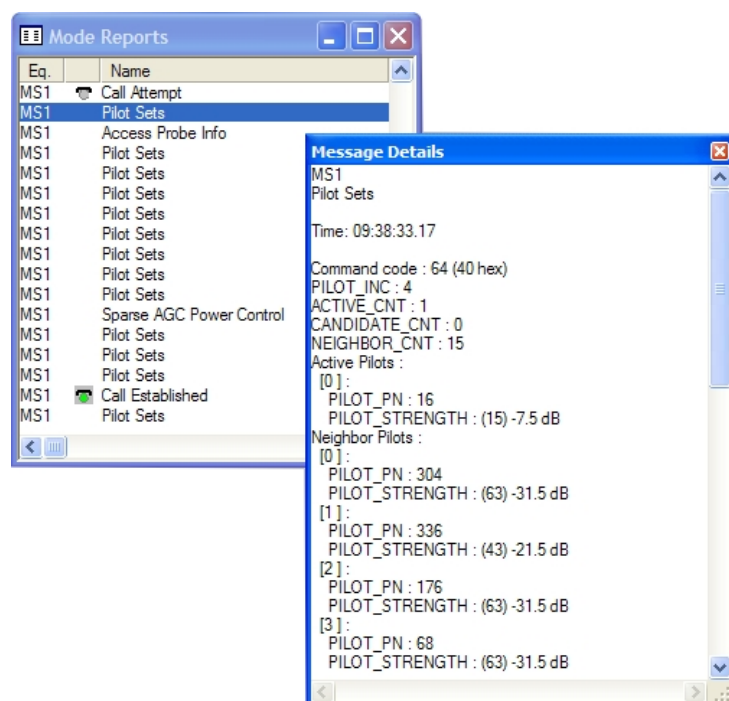 Mode Reports
Eq. Name
MS1 Call Attempt
MS1 Pilot Sets
MS1 Access Probe Info
MS1 Pilot Sets
MS1 Pilot Sets
MS1 Pilot Sets
MS1 Pilot Sets
MS1 Pilot Sets
MS1 Pilot Sets
MS1 Pilot Sets
MS1 Pilot Sets
MS1 Sparse AGC Power Control
MS1 Pilot Sets
MS1 Pilot Sets
MS1 Pilot Sets
MS1 Call Established
MS1 Pilot Sets
Message Details
MS1
Pilot Sets
Time: 09:38:33.17
Command code : 64 (40 hex)
PILOT_INC : 4
ACTIVE_CNT : 1
CANDIDATE_CNT : 0
NEIGHBOR_CNT : 15
Active Pilots :
[0 ] :
PILOT_PN : 16
PILOT_STRENGTH : (15) -7.5 dB
Neighbor Pilots :
[0 ] :
PILOT_PN : 304
PILOT_STRENGTH : (63) -31.5 dB
[1 ] :
PILOT_PN : 336
PILOT_STRENGTH : (43) -21.5 dB
[2 ] :
PILOT_PN : 176
PILOT_STRENGTH : (63) -31.5 dB
[3 ] :
PILOT_PN : 68
PILOT_STRENGTH : (63) -31.5 dB